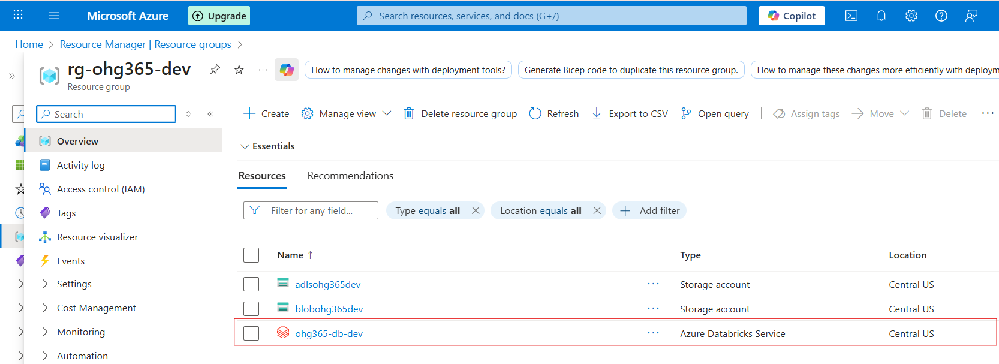 Microsoft Azure
Upgrade
Search resources, services, and docs (G+/)
Copilot
Home > Resource Manager | Resource groups >
rg-ohg365-dev
Resource group
How to manage changes with deployment tools?
Generate Bicep code to duplicate this resource group.
How to manage these changes more efficiently with deploym
Search
Create
Manage view
Delete resource group
Refresh
Export to CSV
Open query
Assign tags
Move
Delete
Overview
Activity log
Access control (IAM)
Tags
Resource visualizer
Events
Settings
Cost Management
Monitoring
Automation
Essentials
Resources
Recommendations
Filter for any field...
Type equals all
Location equals all
Add filter
Name ↑ Type Location
adlsohg365dev ... Storage account Central US
blobohg365dev ... Storage account Central US
ohg365-db-dev ... Azure Databricks Service Central US